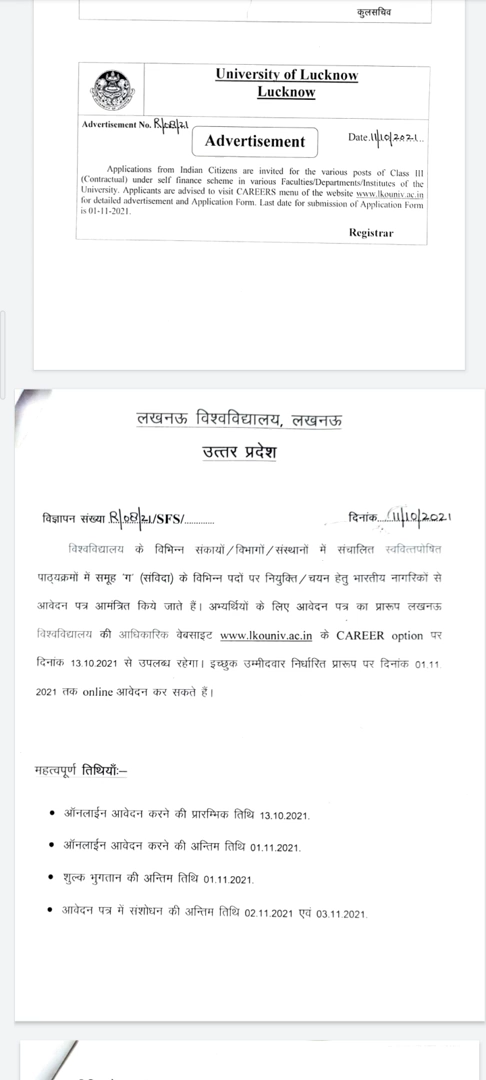 कुलसचिव
University of Lucknow
Lucknow
Advertisement No. R/08/21
Advertisement
Date.11/10/2021..
Applications from Indian Citizens are invited for the various posts of Class III
(Contractual) under self finance scheme in various Faculties/Departments/Institutes of the
University. Applicants are advised to visit CAREERS menu of the website www.lkouniv.ac.in
for detailed advertisement and Application Form. Last date for submission of Application Form
is 01-11-2021.
Registrar
लखनऊ विश्वविद्यालय, लखनऊ
उत्तर प्रदेश
विज्ञापन संख्या R/08/21/SFS/............
दिनांक....11/10/2021
विश्वविद्यालय के विभिन्न संकायों/विभागों/संस्थानों में संचालित स्ववित्तपोषित
पाठ्यक्रमों में समूह 'ग' (संविदा) के विभिन्न पदों पर नियुक्ति/चयन हेतु भारतीय नागरिकों से
आवेदन पत्र आमंत्रित किये जाते हैं। अभ्यर्थियों के लिए आवेदन पत्र का प्रारूप लखनऊ
विश्वविद्यालय की आधिकारिक वेबसाइट www.lkouniv.ac.in के CAREER option पर
दिनांक 13.10.2021 से उपलब्ध रहेगा। इच्छुक उम्मीदवार निर्धारित प्रारूप पर दिनांक 01.11.
2021 तक online आवेदन कर सकते हैं।
महत्वपूर्ण तिथियाँ:–
• ऑनलाईन आवेदन करने की प्रारम्भिक तिथि 13.10.2021.
• ऑनलाईन आवेदन करने की अन्तिम तिथि 01.11.2021.
• शुल्क भुगतान की अन्तिम तिथि 01.11.2021.
• आवेदन पत्र में संशोधन की अन्तिम तिथि 02.11.2021 एवं 03.11.2021.